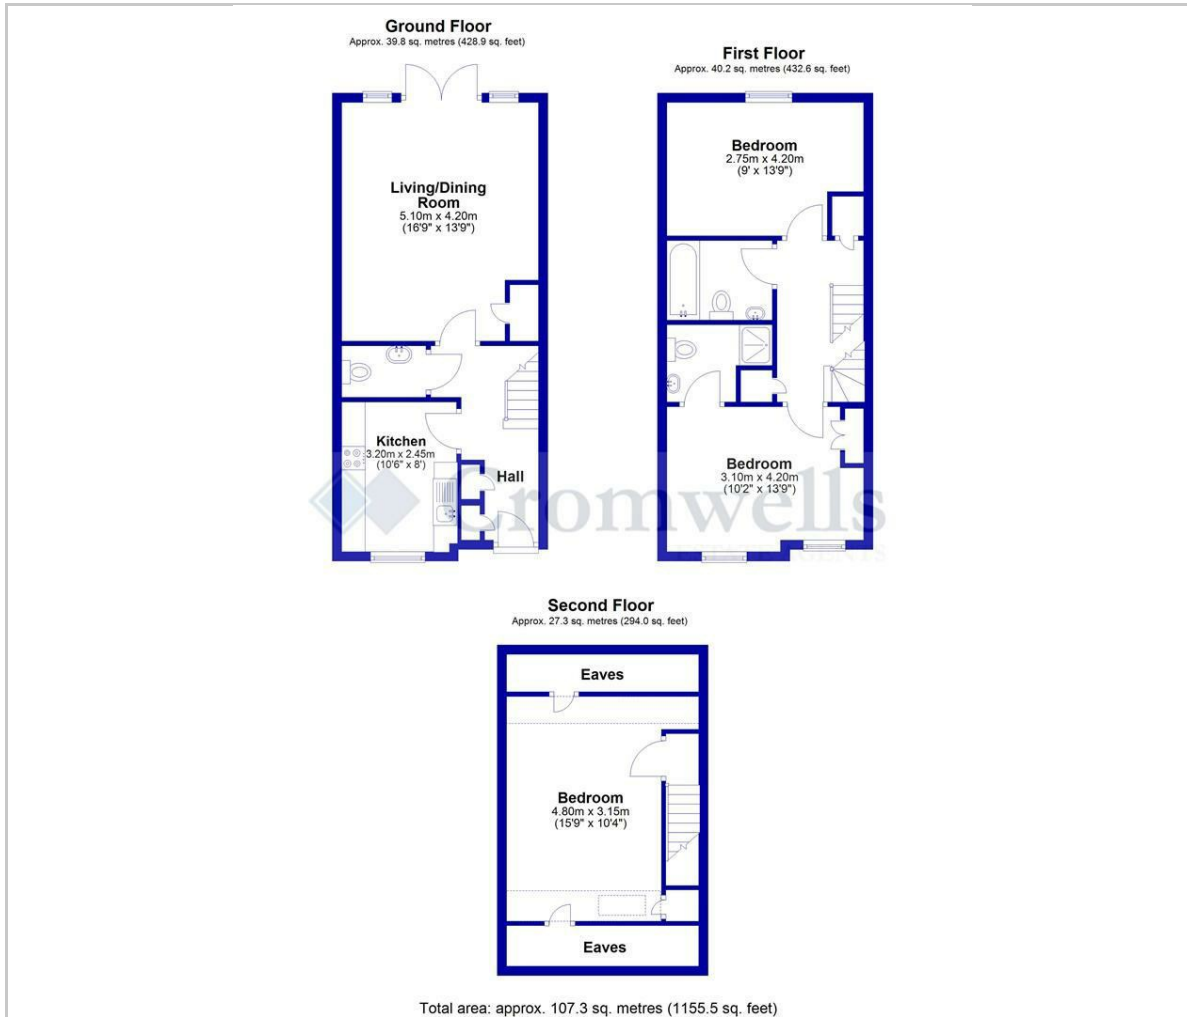 Ground Floor
Approx. 39.8 sq. metres (428.9 sq. feet)
Living/Dining
Room
5.10m x 4.20m
(16'9" x 13'9")
Kitchen
3.20m x 2.45m
(10'6" x 8')
Hall
First Floor
Approx. 40.2 sq. metres (432.6 sq. feet)
Bedroom
2.75m x 4.20m
(9' x 13'9")
Bedroom
3.10m x 4.20m
(10'2" x 13'9")
Cromwells
Second Floor
Approx. 27.3 sq. metres (294.0 sq. feet)
Eaves
Bedroom
4.80m x 3.15m
(15'9" x 10'4")
Eaves
Total area: approx. 107.3 sq. metres (1155.5 sq. feet)